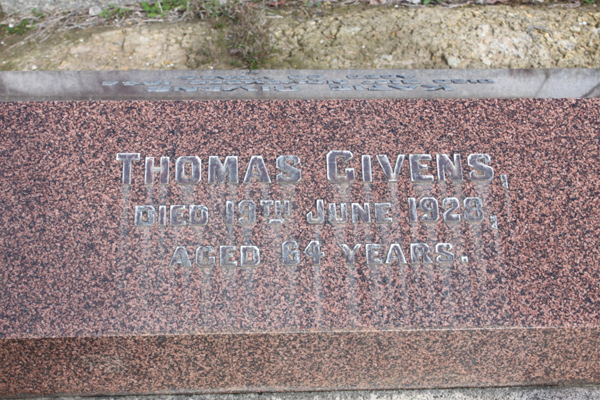 THOMAS GIVENS,
DIED 19TH JUNE 1928,
AGED 64 YEARS.